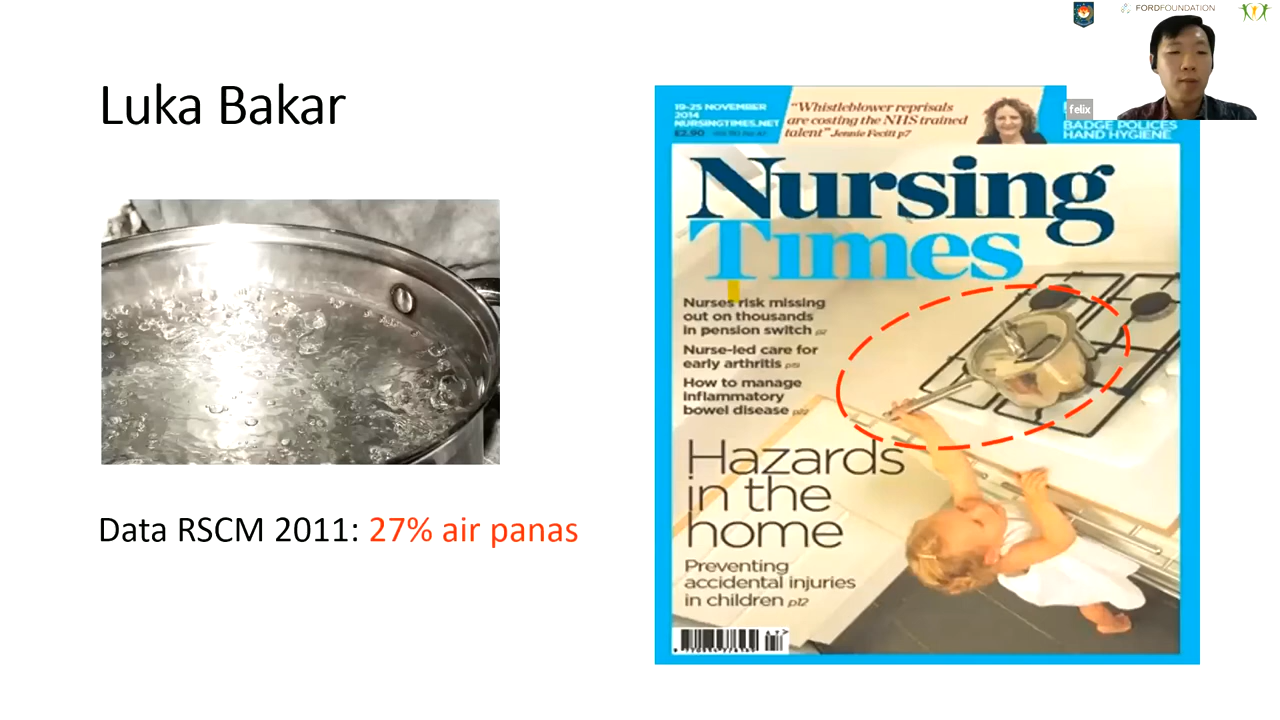 FORDFOUNDATION
felix
Luka Bakar
Data RSCM 2011: 27% air panas
19-25 NOVEMBER
2014
NURSINGTIMES.NET
£2.90
"Whistleblower reprisals
are costing the NHS trained
talent" Jennie Fecitt p7
BADGE POLICES
HAND HYGIENE
Nursing
Times
Nurses risk missing
out on thousands
in pension switch p2
Nurse-led care for
early arthritis
How to manage
inflammatory
bowel disease
Hazards
in the
home
Preventing
accidental injuries
in children p12